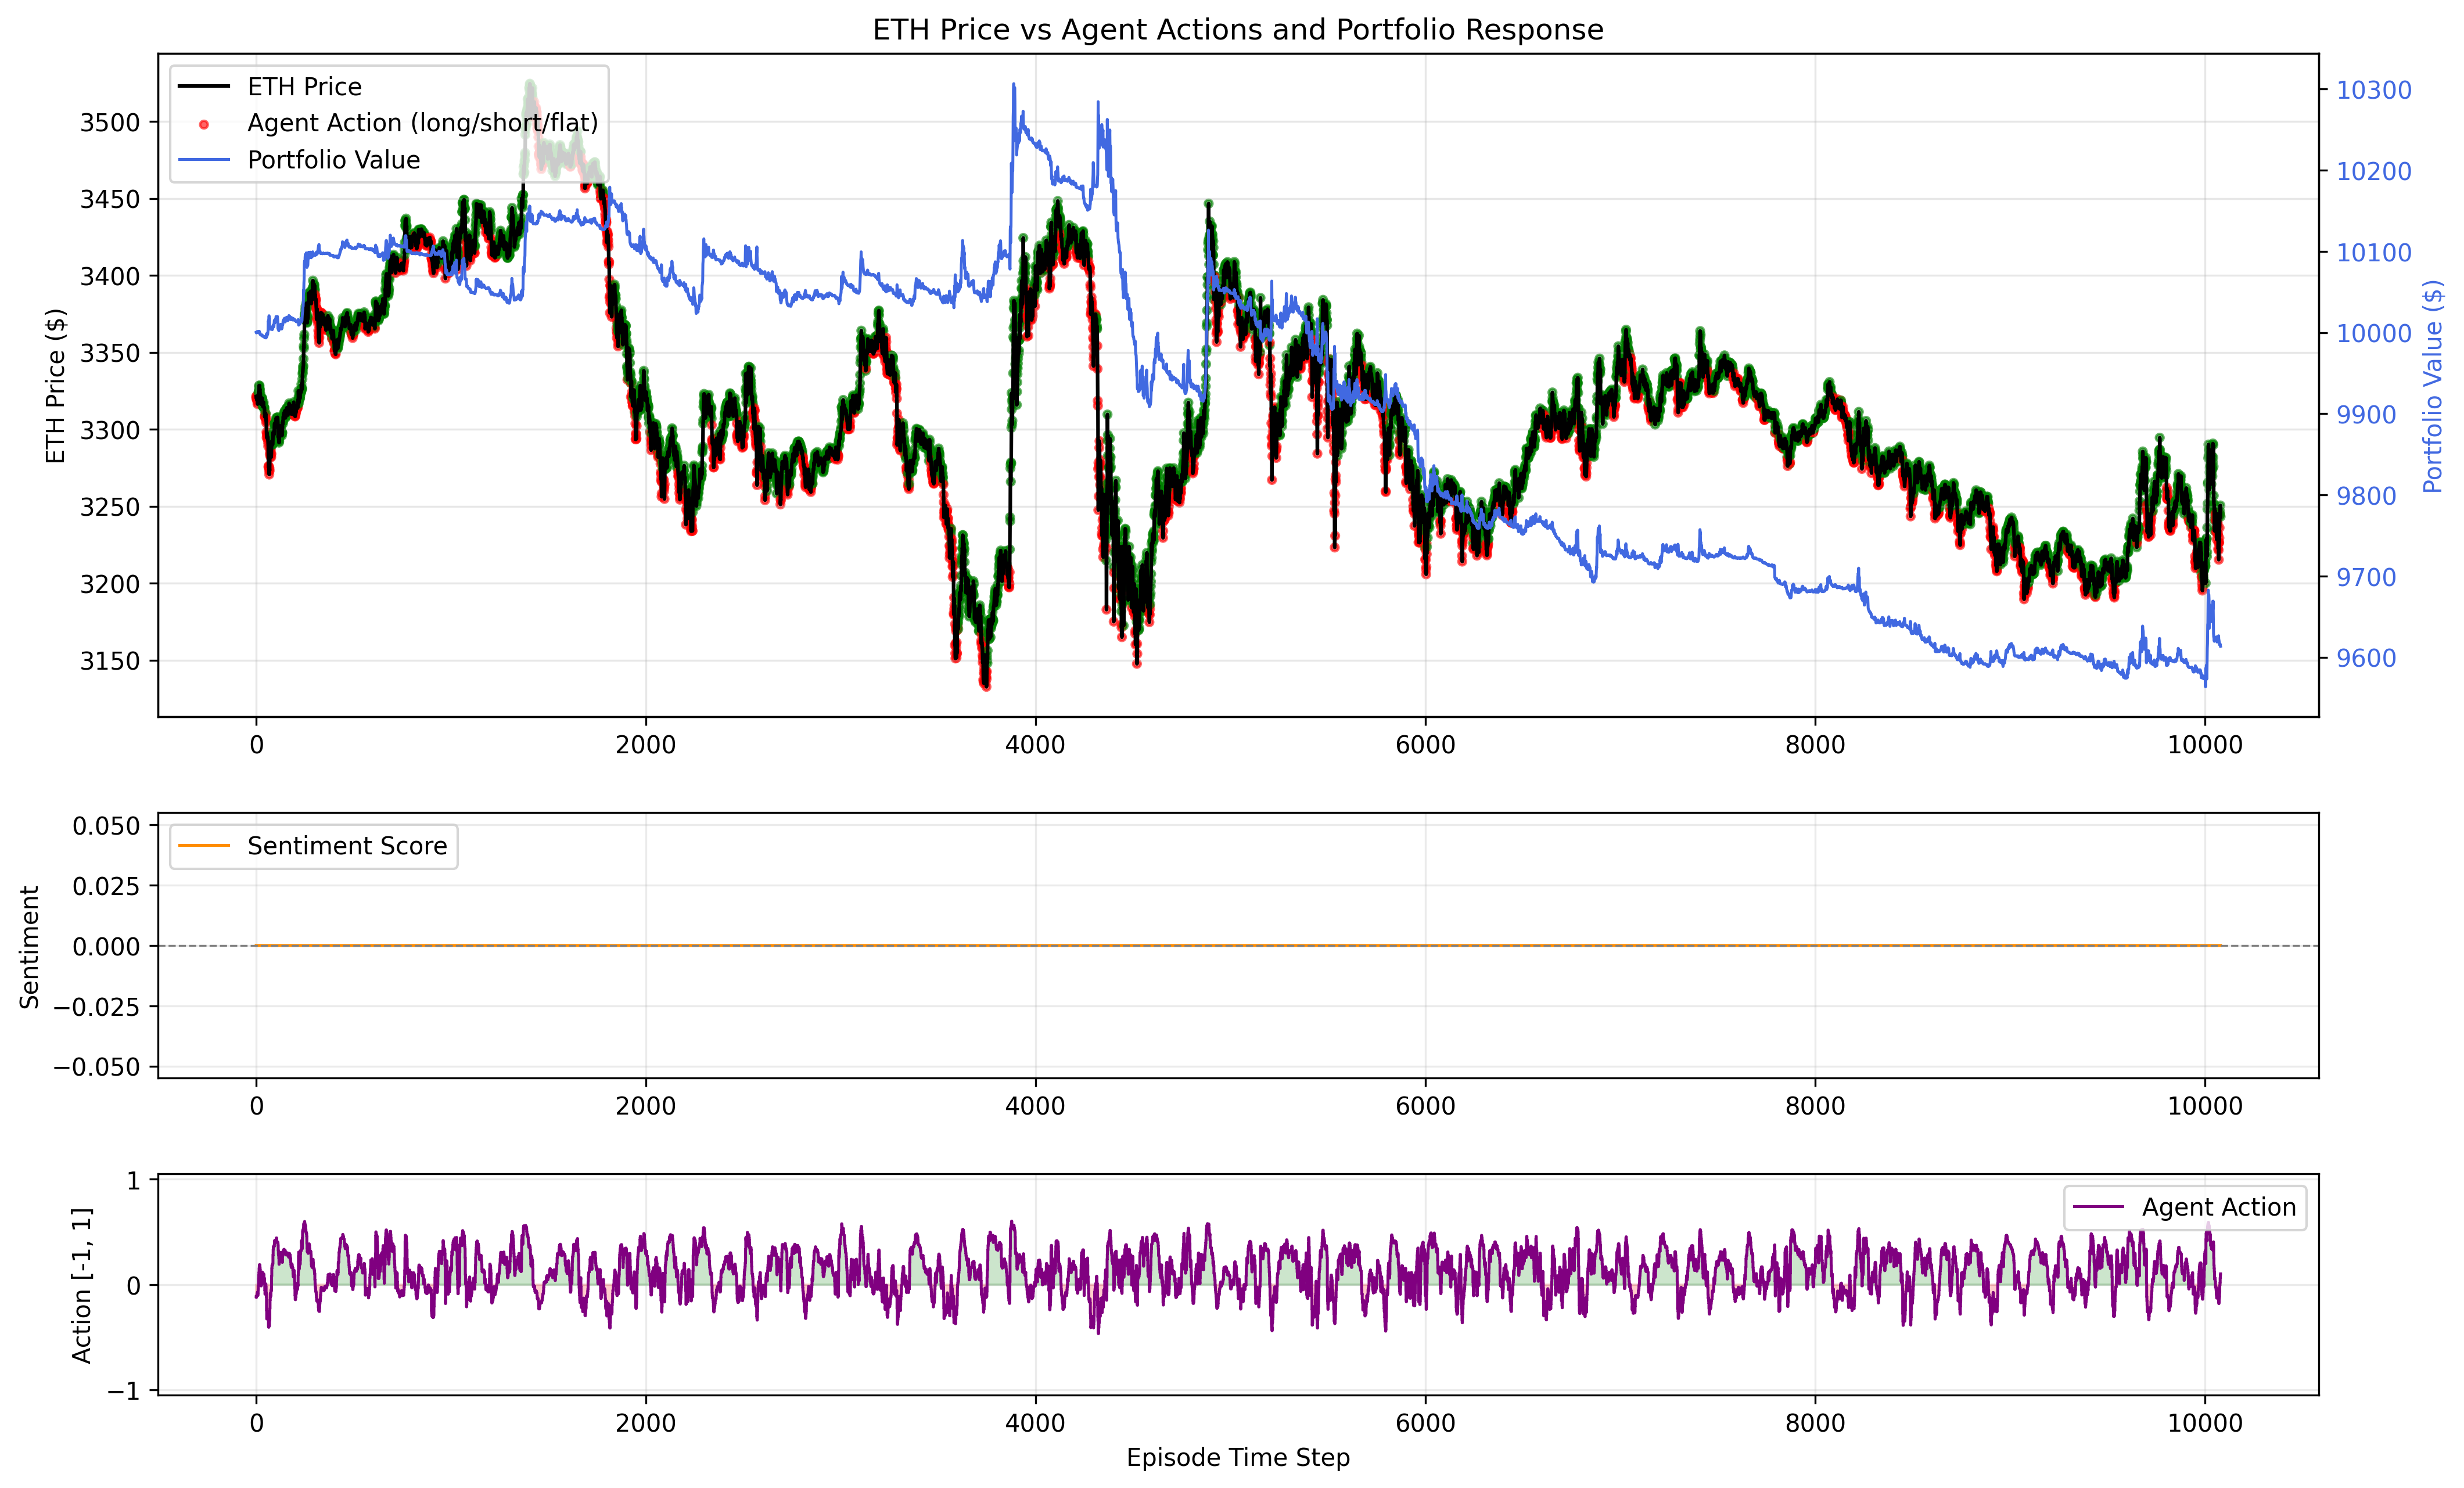 ETH Price vs Agent Actions and Portfolio Response
ETH Price
Agent Action (long/short/flat)
Portfolio Value
ETH Price ($)
3500
3450
3400
3350
3300
3250
3200
3150
10300
10200
10100
10000
9900
9800
9700
9600
Portfolio Value ($)
0 2000 4000 6000 8000 10000
Sentiment Score
Sentiment
0.050
0.025
0.000
−0.025
−0.050
0 2000 4000 6000 8000 10000
Agent Action
Action [-1, 1]
1
0
−1
0 2000 4000 6000 8000 10000
Episode Time Step